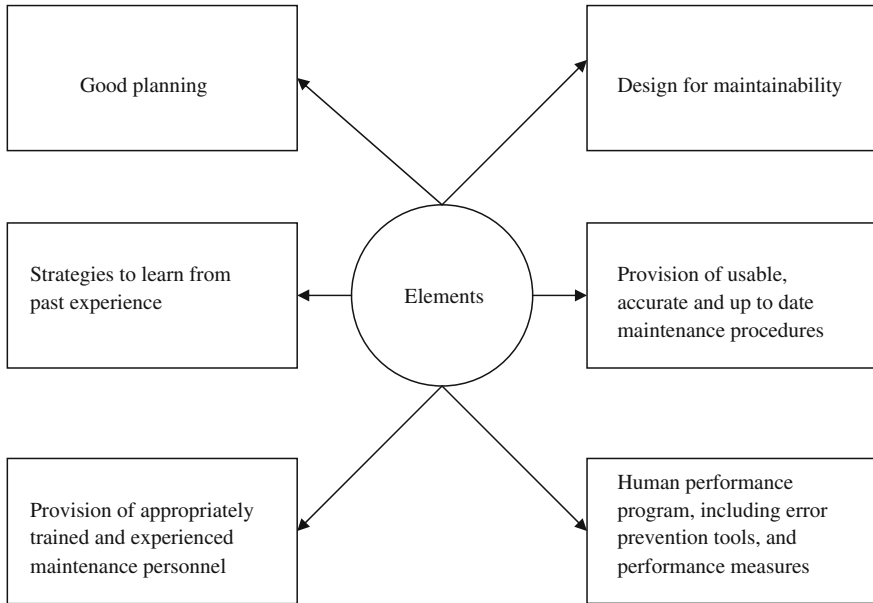 Good planning
Design for maintainability
Strategies to learn from
past experience
Elements
Provision of usable,
accurate and up to date
maintenance procedures
Provision of appropriately
trained and experienced
maintenance personnel
Human performance
program, including error
prevention tools, and
performance measures